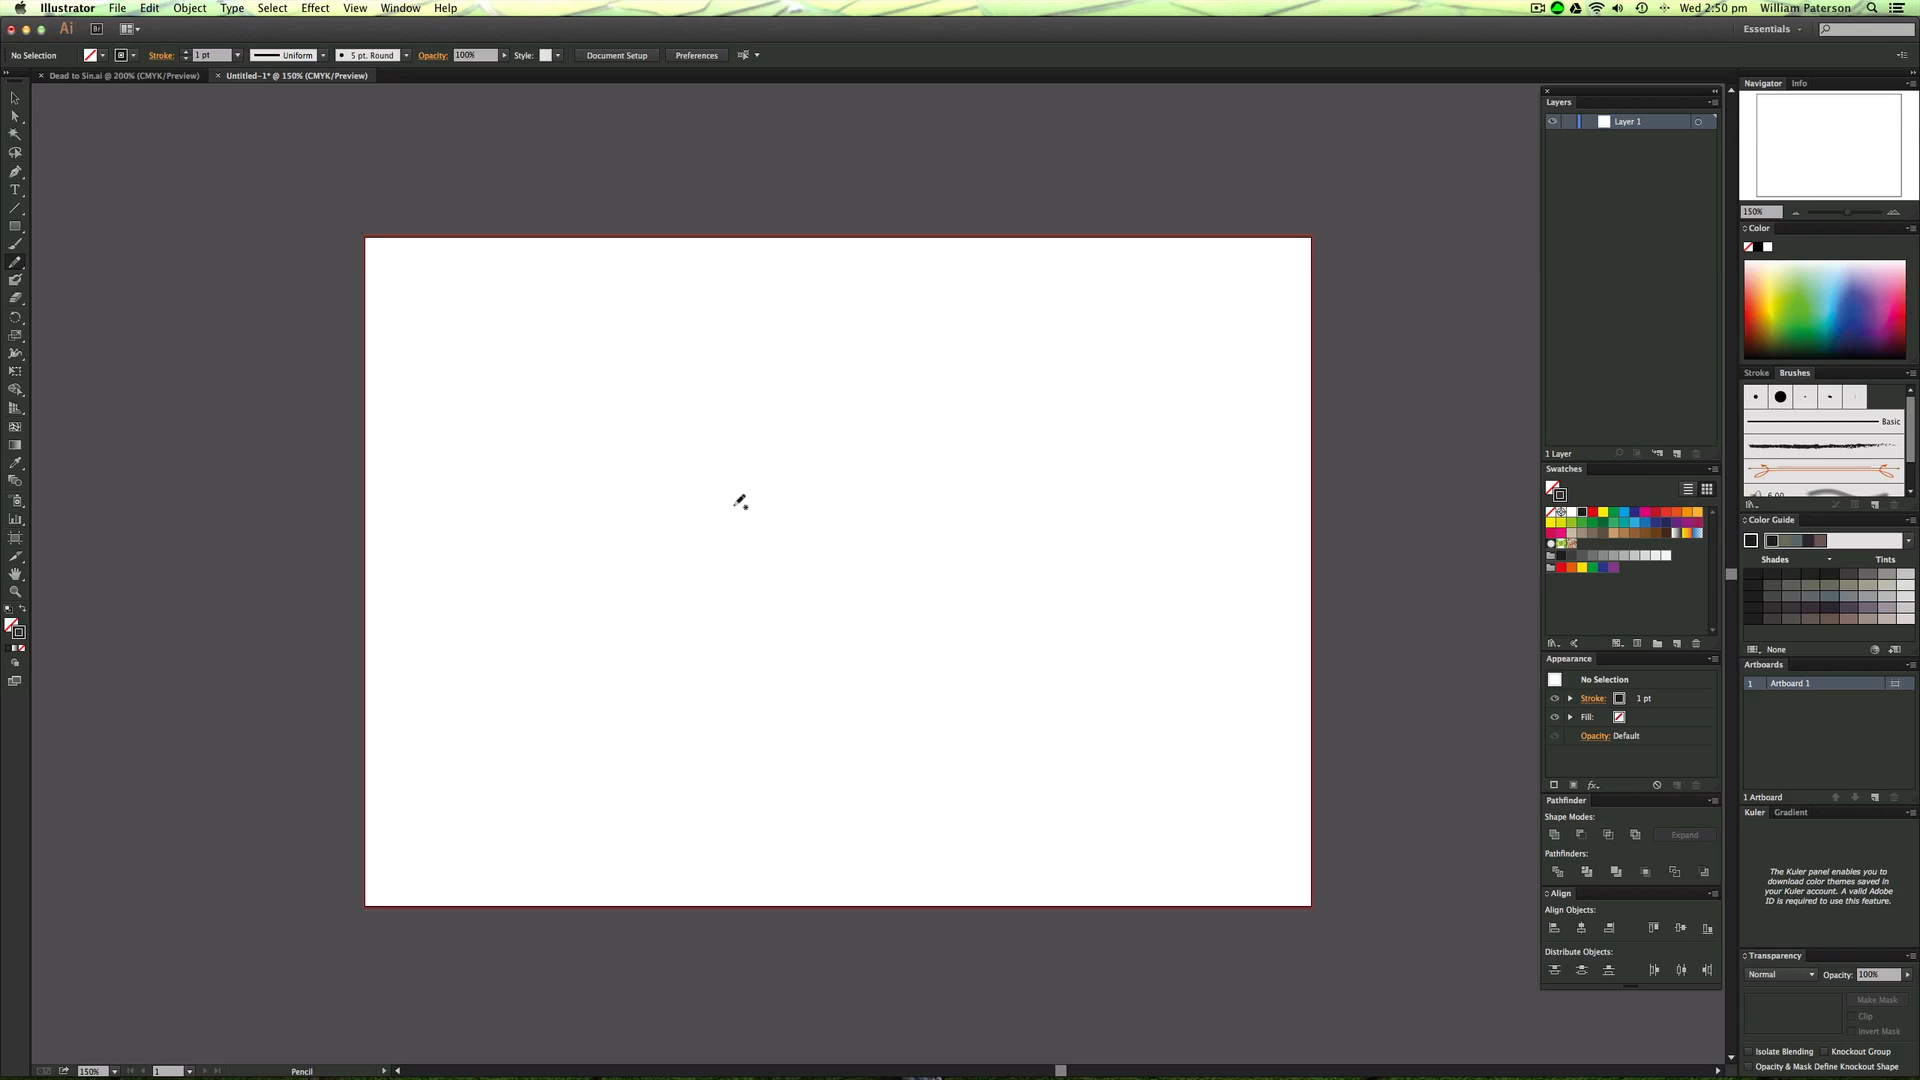 Illustrator File Edit Object Type Select Effect View Window Help
Wed 2:50 pm William Paterson
Ai Br
Essentials
No Selection Stroke: 1 pt Uniform 5 pt. Round Opacity: 100% Style: Document Setup Preferences
Dead to Sin.ai @ 200% (CMYK/Preview) Untitled-1* @ 150% (CMYK/Preview)
Layers
Layer 1
1 Layer
Swatches
Appearance
No Selection
Stroke: 1 pt
Fill:
Opacity: Default
fx
Pathfinder
Shape Modes:
Expand
Pathfinders:
Align
Align Objects:
Distribute Objects:
Navigator Info
150%
Color
Stroke Brushes
Basic
6.00
Color Guide
Shades Tints
None
Artboards
1 Artboard 1
1 Artboard
Kuler Gradient
The Kuler panel enables you to
download color themes saved in
your Kuler account. A valid Adobe
ID is required to use this feature.
Transparency
Normal Opacity: 100%
Make Mask
Clip
Invert Mask
Isolate Blending Knockout Group
Opacity & Mask Define Knockout Shape
150% 1 Pencil